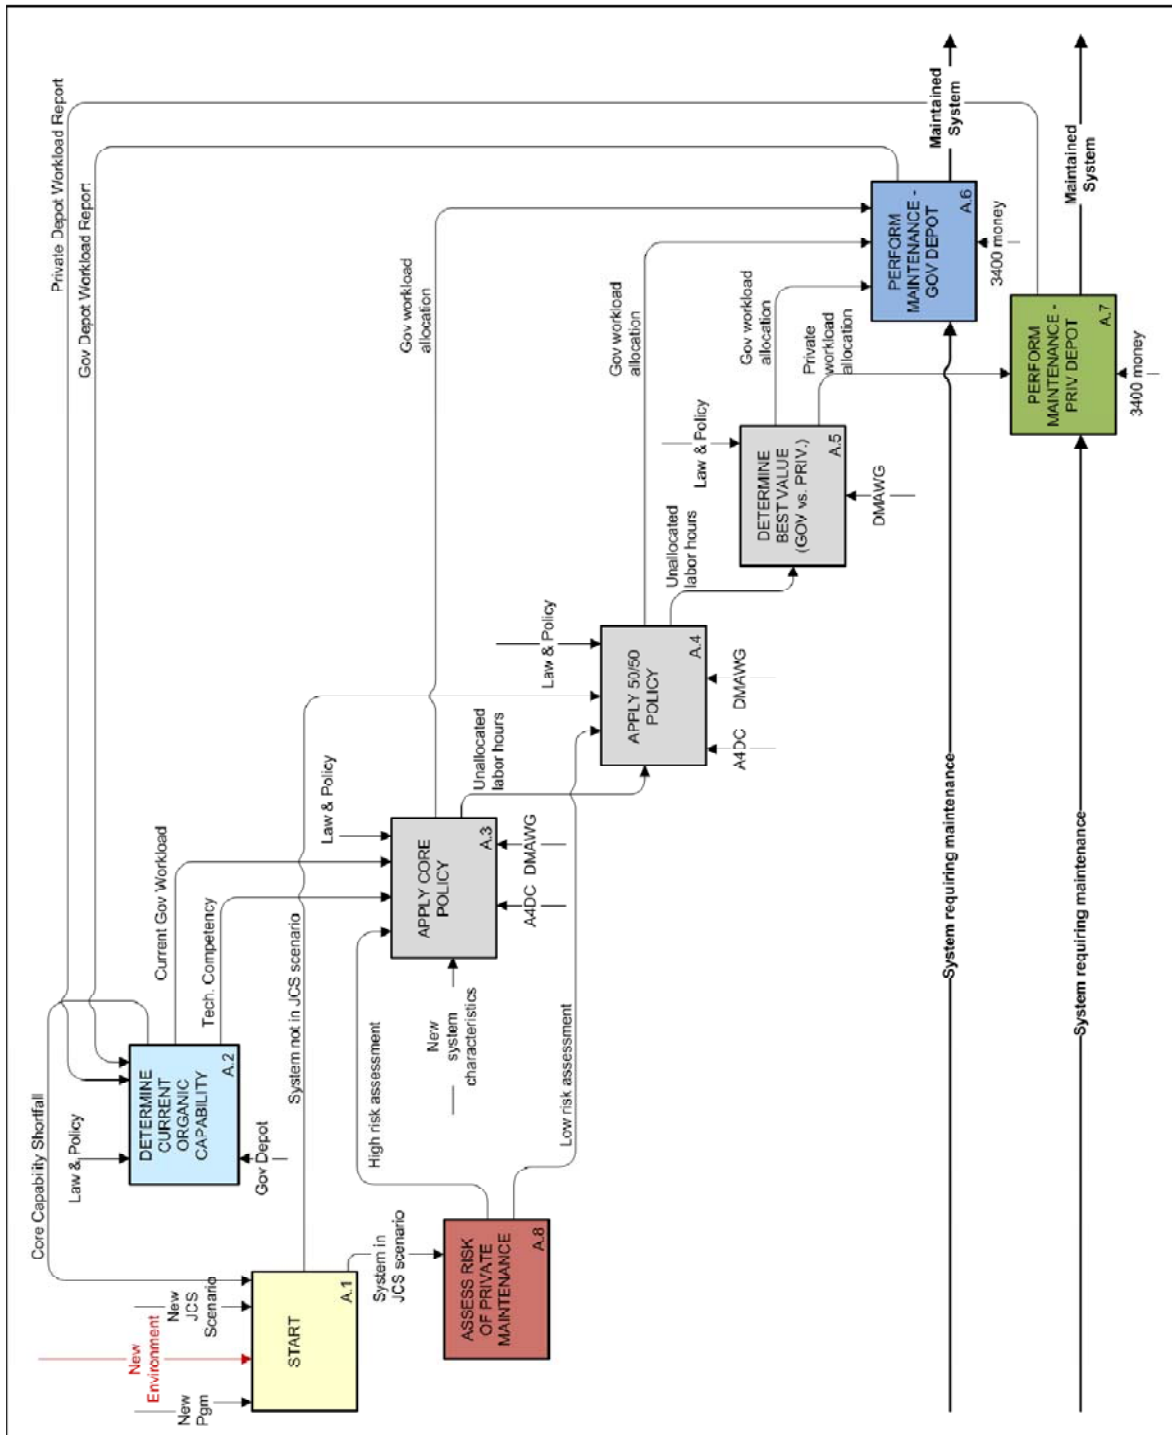 Private Depot Workload Report
Gov Depot Workload Report
Core Capability Shortfall
Law & Policy
DETERMINE
CURRENT
ORGANIC
CAPABILITY
A.2
Gov Depot
Current Gov Workload
Tech. Competency
New
Pgm
New
Environment
New
JCS
Scenario
START
A.1
System not in JCS scenario
System in
JCS scenario
ASSESS RISK
OF PRIVATE
MAINTENANCE
A.8
High risk assessment
Low risk assessment
New
system
characteristics
Law & Policy
APPLY CORE
POLICY
A.3
A4DC
DMAWG
Gov workload
allocation
Unallocated
labor hours
Law & Policy
APPLY 50/50
POLICY
A.4
A4DC
DMAWG
Gov workload
allocation
Unallocated
labor hours
Law & Policy
DETERMINE
BEST VALUE
(GOV vs. PRIV.)
A.5
DMAWG
Gov workload
allocation
Private
workload
allocation
PERFORM
MAINTENANCE -
GOV DEPOT
A.6
3400 money
Maintained
System
System requiring maintenance
PERFORM
MAINTENANCE -
PRIV DEPOT
A.7
3400 money
Maintained
System
System requiring maintenance